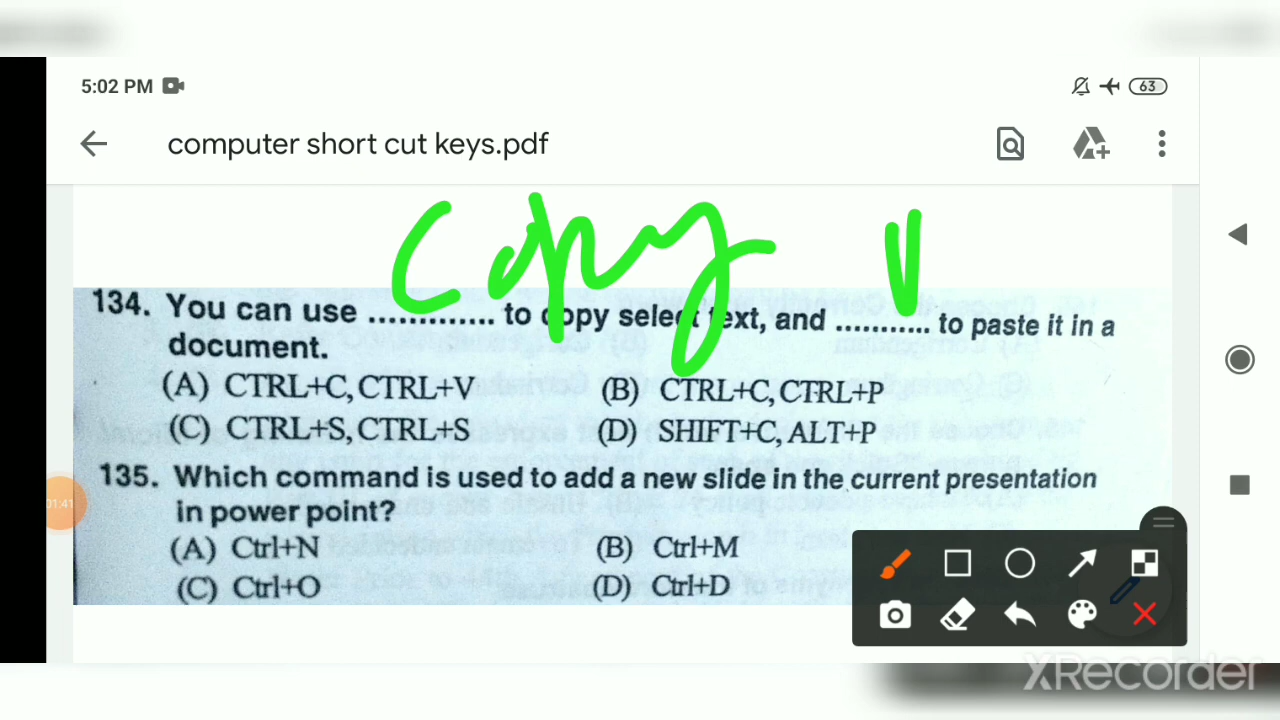 5:02 PM 63
computer short cut keys.pdf
Copy V
134. You can use ............. to copy select text, and ........... to paste it in a
document.
(A) CTRL+C, CTRL+V (B) CTRL+C, CTRL+P
(C) CTRL+S, CTRL+S (D) SHIFT+C, ALT+P
135. Which command is used to add a new slide in the current presentation
01:41
in power point?
(A) Ctrl+N (B) Ctrl+M
(C) Ctrl+O (D) Ctrl+D
XRecorder